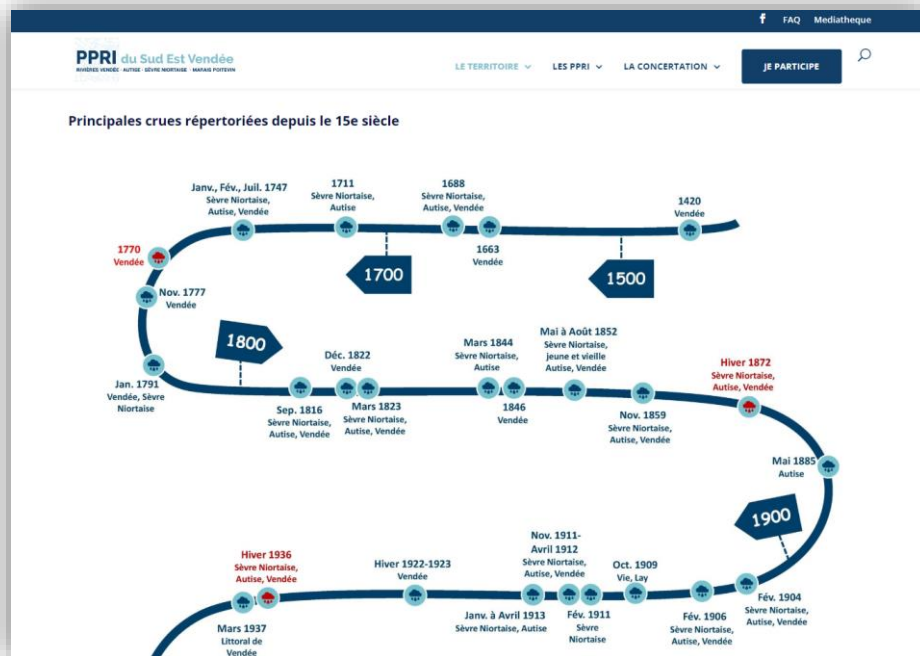 f FAQ Mediatheque
PPRI du Sud Est Vendée
RIVIÈRES VENDÉE - AUTISE - SÈVRE NIORTAISE - MARAIS POITEVIN
LE TERRITOIRE LES PPRI LA CONCERTATION JE PARTICIPE
Principales crues répertoriées depuis le 15e siècle
Janv., Fév., Juil. 1747
Sèvre Niortaise,
Autise, Vendée
1711
Sèvre Niortaise,
Autise
1688
Sèvre Niortaise,
Autise, Vendée
1663
Vendée
1420
Vendée
1700
1500
1770
Vendée
Nov. 1777
Vendée
Jan. 1791
Vendée, Sèvre
Niortaise
1800
Sep. 1816
Sèvre Niortaise,
Autise, Vendée
Déc. 1822
Vendée
Mars 1823
Sèvre Niortaise,
Autise, Vendée
Mars 1844
Sèvre Niortaise,
Autise
1846
Vendée
Mai à Août 1852
Sèvre Niortaise,
jeune et vieille
Autise, Vendée
Nov. 1859
Sèvre Niortaise,
Autise, Vendée
Hiver 1872
Sèvre Niortaise,
Autise, Vendée
Mai 1885
Autise
1900
Fév. 1904
Sèvre Niortaise,
Autise, Vendée
Fév. 1906
Sèvre Niortaise,
Autise, Vendée
Oct. 1909
Vie, Lay
Fév. 1911
Sèvre
Niortaise
Nov. 1911-
Avril 1912
Sèvre Niortaise,
Autise, Vendée
Janv. à Avril 1913
Sèvre Niortaise, Autise
Hiver 1922-1923
Vendée
Hiver 1936
Sèvre Niortaise,
Autise, Vendée
Mars 1937
Littoral de
Vendée